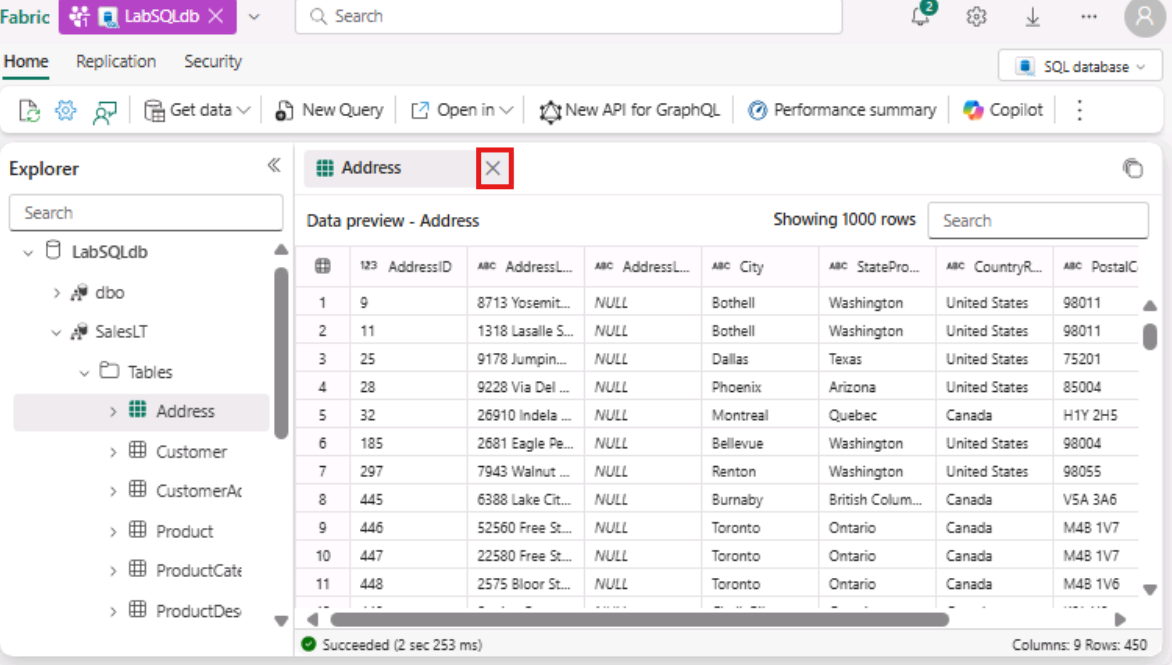 Fabric LabSQLdb Search 2
Home Replication Security SQL database
Get data New Query Open in New API for GraphQL Performance summary Copilot
Explorer
Search
LabSQLdb
dbo
SalesLT
Tables
Address
Customer
CustomerAc
Product
ProductCate
ProductDes
Address
Data preview - Address Showing 1000 rows Search
123 AddressID ABC AddressL... ABC AddressL... ABC City ABC StatePro... ABC CountryR... ABC PostalC
1 9 8713 Yosemit... NULL Bothell Washington United States 98011
2 11 1318 Lasalle S... NULL Bothell Washington United States 98011
3 25 9178 Jumpin... NULL Dallas Texas United States 75201
4 28 9228 Via Del ... NULL Phoenix Arizona United States 85004
5 32 26910 Indela ... NULL Montreal Quebec Canada H1Y 2H5
6 185 2681 Eagle Pe... NULL Bellevue Washington United States 98004
7 297 7943 Walnut ... NULL Renton Washington United States 98055
8 445 6388 Lake Cit... NULL Burnaby British Colum... Canada V5A 3A6
9 446 52560 Free St... NULL Toronto Ontario Canada M4B 1V7
10 447 22580 Free St... NULL Toronto Ontario Canada M4B 1V7
11 448 2575 Bloor St... NULL Toronto Ontario Canada M4B 1V6
Succeeded (2 sec 253 ms) Columns: 9 Rows: 450